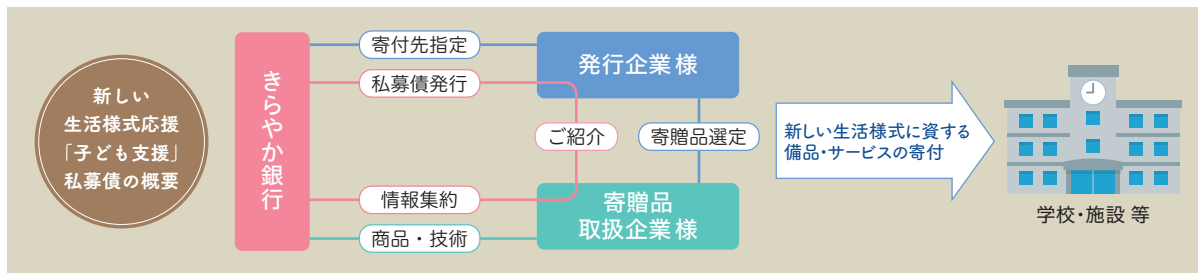 新しい
生活様式応援
「子ども支援」
私募債の概要
きらやか銀行
寄付先指定
私募債発行
ご紹介
情報集約
商品・技術
発行企業様
寄贈品選定
寄贈品
取扱企業様
新しい生活様式に資する
備品・サービスの寄付
学校・施設 等